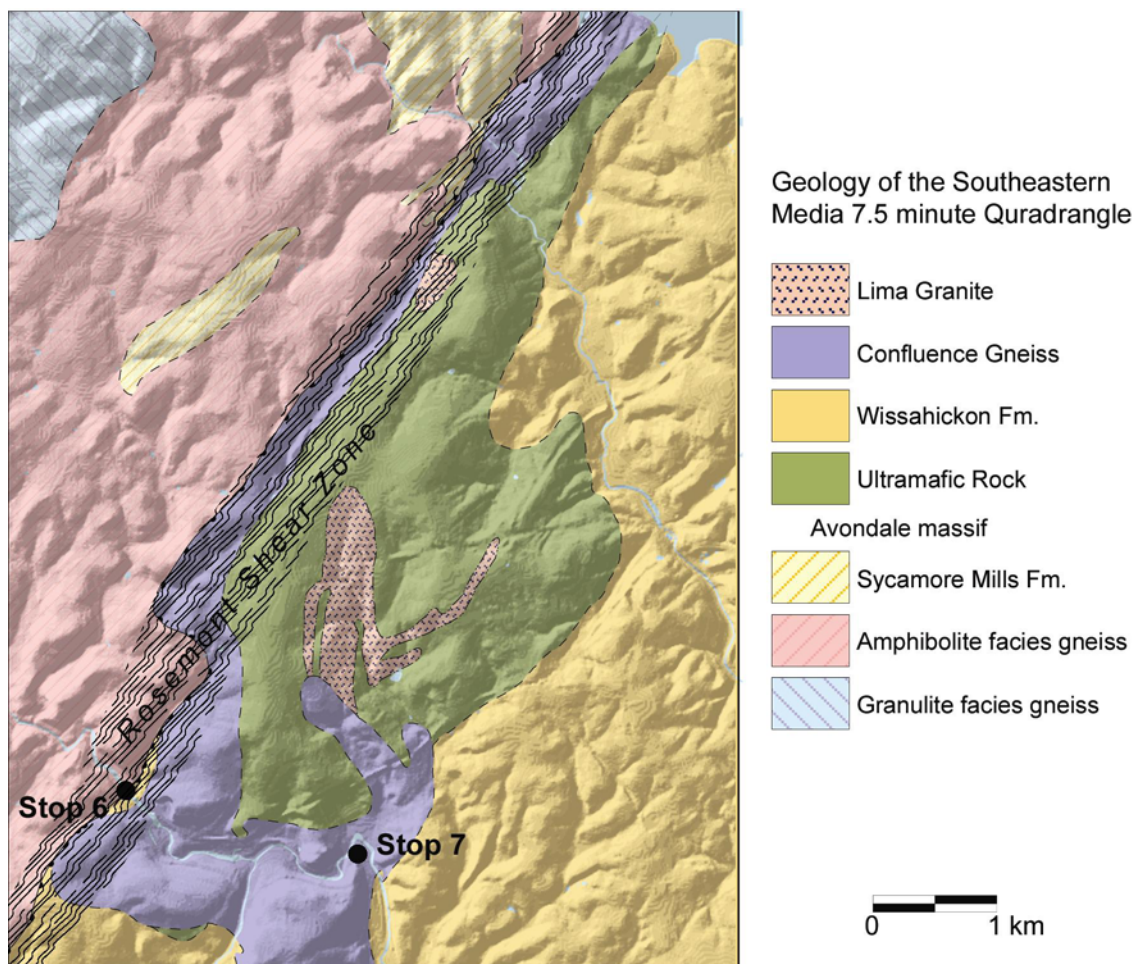 Geology of the Southeastern
Media 7.5 minute Quradrangle
Lima Granite
Confluence Gneiss
Wissahickon Fm.
Ultramafic Rock
Avondale massif
Sycamore Mills Fm.
Amphibolite facies gneiss
Granulite facies gneiss
Rosemont Shear Zone
Stop 6
Stop 7
0 1 km